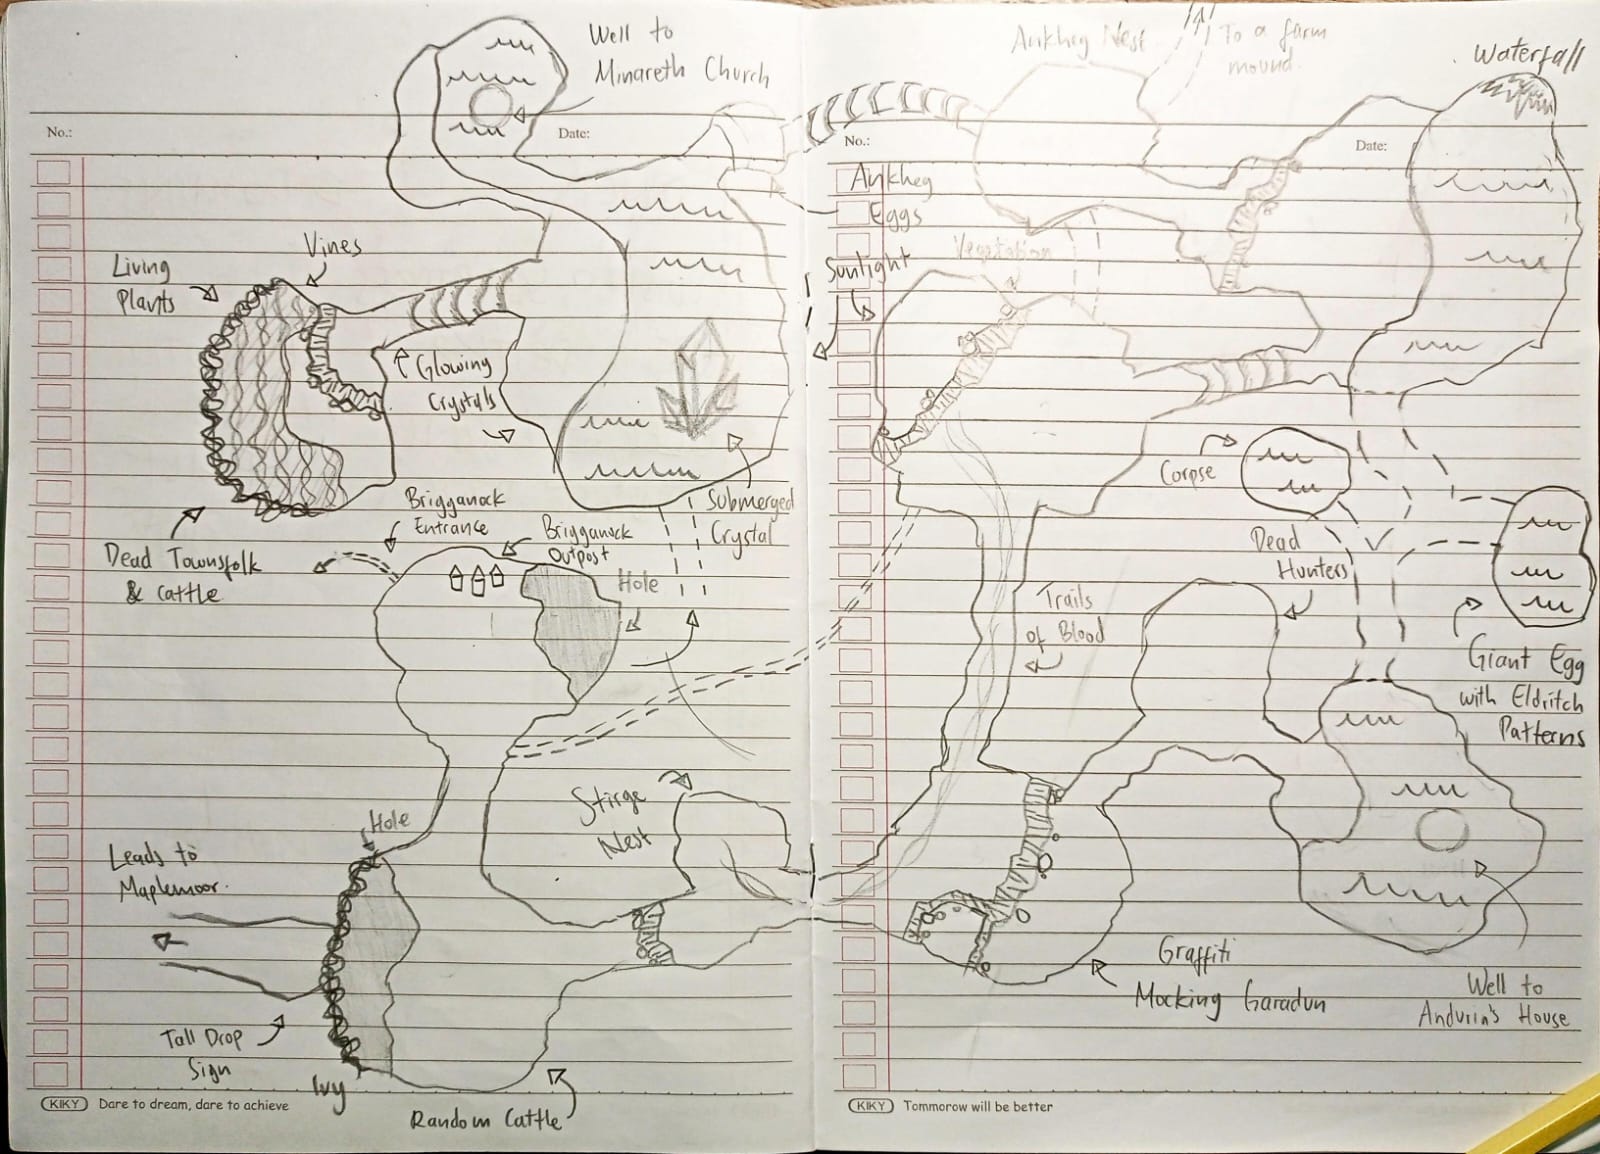 Well to
Minareth Church
No.:
Date:
Living
Plants
Vines
Glowing
Crystals
Submerged
Crystal
Brigganock
Entrance
Brigganock
Outpost
Hole
Dead Townsfolk
& Cattle
Stirge
Nest
Hole
Leads to
Maplemoor.
Tall Drop
Sign
Ivy
Random Cattle
KIKY
Dare to dream, dare to achieve
Ankheg Nest
To a farm
mound.
Waterfall
No.:
Date:
Ankheg
Eggs
Sunlight
Vegetation
Corpse
Dead
Hunters
Trails
of Blood
Giant Egg
with Eldritch
Patterns
Graffiti
Mocking Garadun
Well to
Andurin's House
KIKY
Tommorow will be better